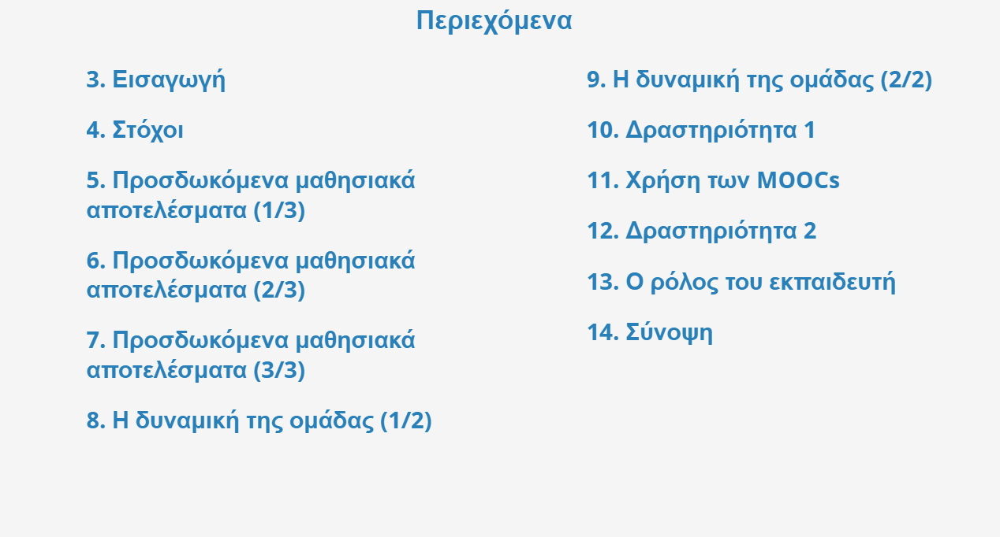 Περιεχόμενα
3. Εισαγωγή
4. Στόχοι
5. Προσδωκόμενα μαθησιακά
αποτελέσματα (1/3)
6. Προσδωκόμενα μαθησιακά
αποτελέσματα (2/3)
7. Προσδωκόμενα μαθησιακά
αποτελέσματα (3/3)
8. Η δυναμική της ομάδας (1/2)
9. Η δυναμική της ομάδας (2/2)
10. Δραστηριότητα 1
11. Χρήση των MOOCs
12. Δραστηριότητα 2
13. Ο ρόλος του εκπαιδευτή
14. Σύνοψη